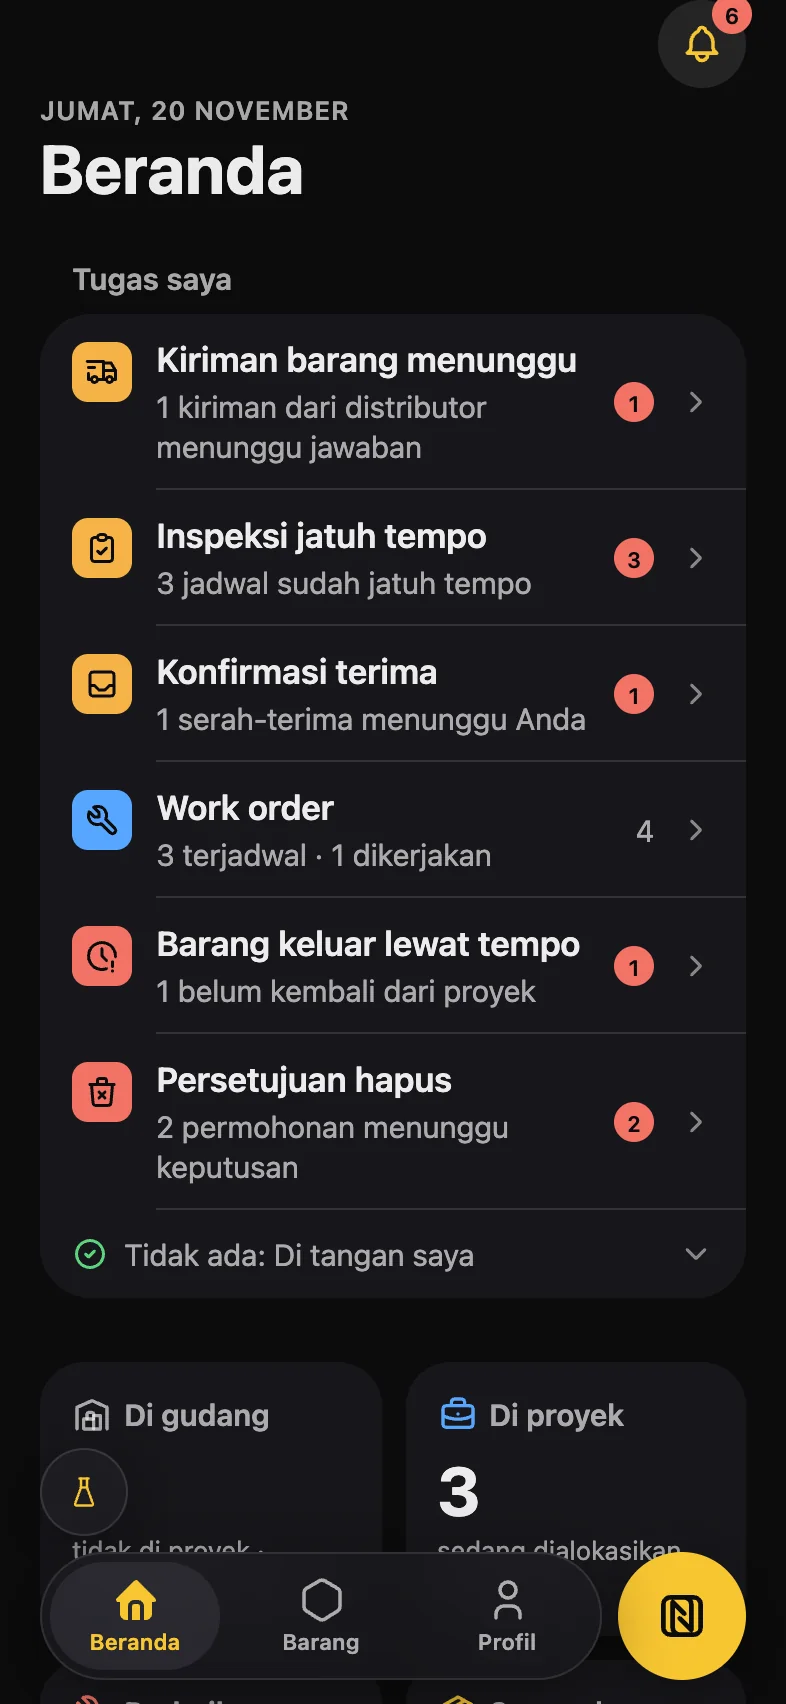 6
JUMAT, 20 NOVEMBER
Beranda
Tugas saya
Kiriman barang menunggu
1 kiriman dari distributor
menunggu jawaban
1
Inspeksi jatuh tempo
3 jadwal sudah jatuh tempo
3
Konfirmasi terima
1 serah-terima menunggu Anda
1
Work order
3 terjadwal · 1 dikerjakan
4
Barang keluar lewat tempo
1 belum kembali dari proyek
1
Persetujuan hapus
2 permohonan menunggu
keputusan
2
Tidak ada: Di tangan saya
Di gudang
tidak di proyek ·
Di proyek
3
sedang dialokasikan
Beranda
Barang
Profil